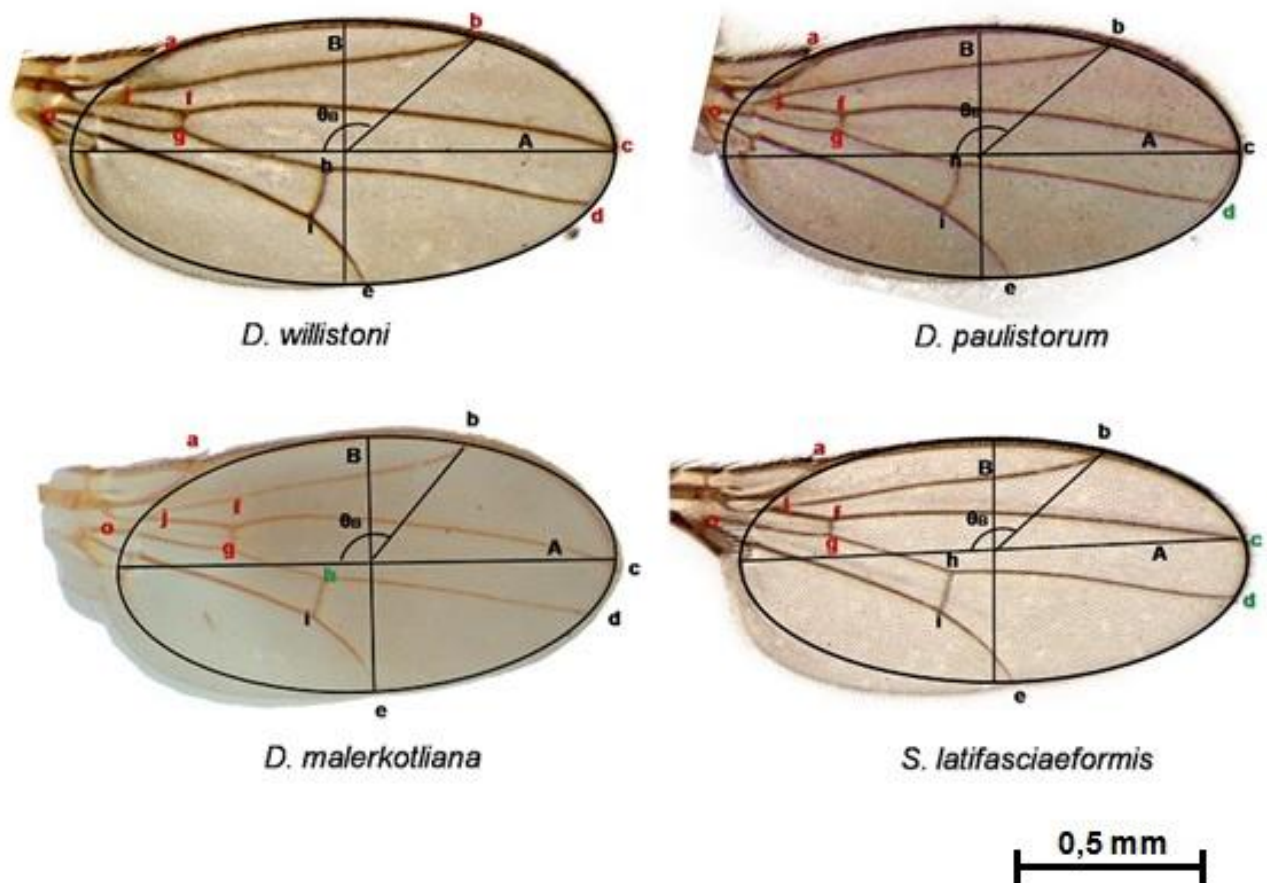 a
B
b
j
f
θB
o
g
A
c
h
d
i
e
D. willistoni
a
b
B
j
f
θB
o
g
A
c
h
d
i
e
D. paulistorum
a
b
B
f
j
θB
o
g
A
c
h
d
i
e
D. malerkotliana
a
b
B
j
f
θB
o
g
c
A
h
d
i
e
S. latifasciaeformis
0,5 mm